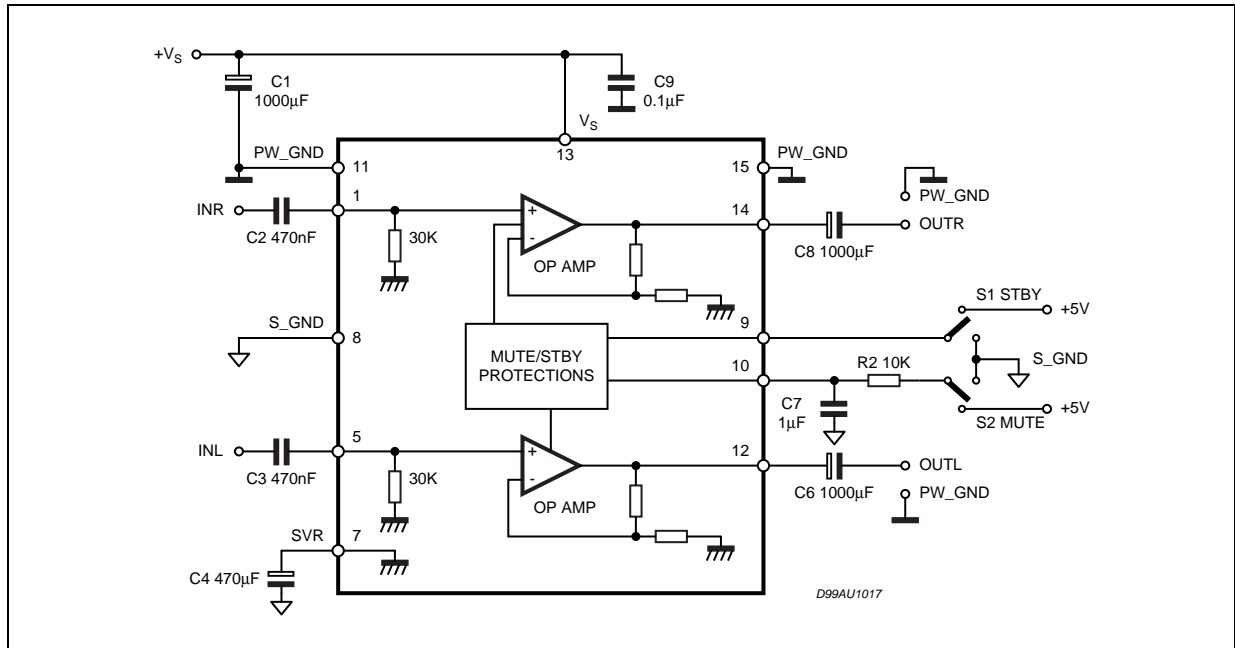 +VS
C1
1000µF
C9
0.1µF
VS
13
PW_GND
11
15
PW_GND
PW_GND
INR
C2 470nF
1
30K
+
-
OP AMP
14
C8 1000µF
OUTR
S1 STBY
+5V
S_GND
8
MUTE/STBY
PROTECTIONS
9
10
R2 10K
S_GND
C7
1µF
S2 MUTE
+5V
INL
C3 470nF
5
30K
+
-
OP AMP
12
C6 1000µF
OUTL
PW_GND
SVR
7
C4 470µF
D99AU1017